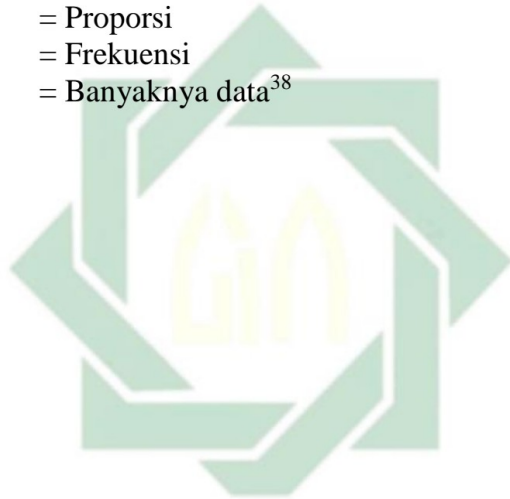 = Proporsi
= Frekuensi
= Banyaknya data³⁸